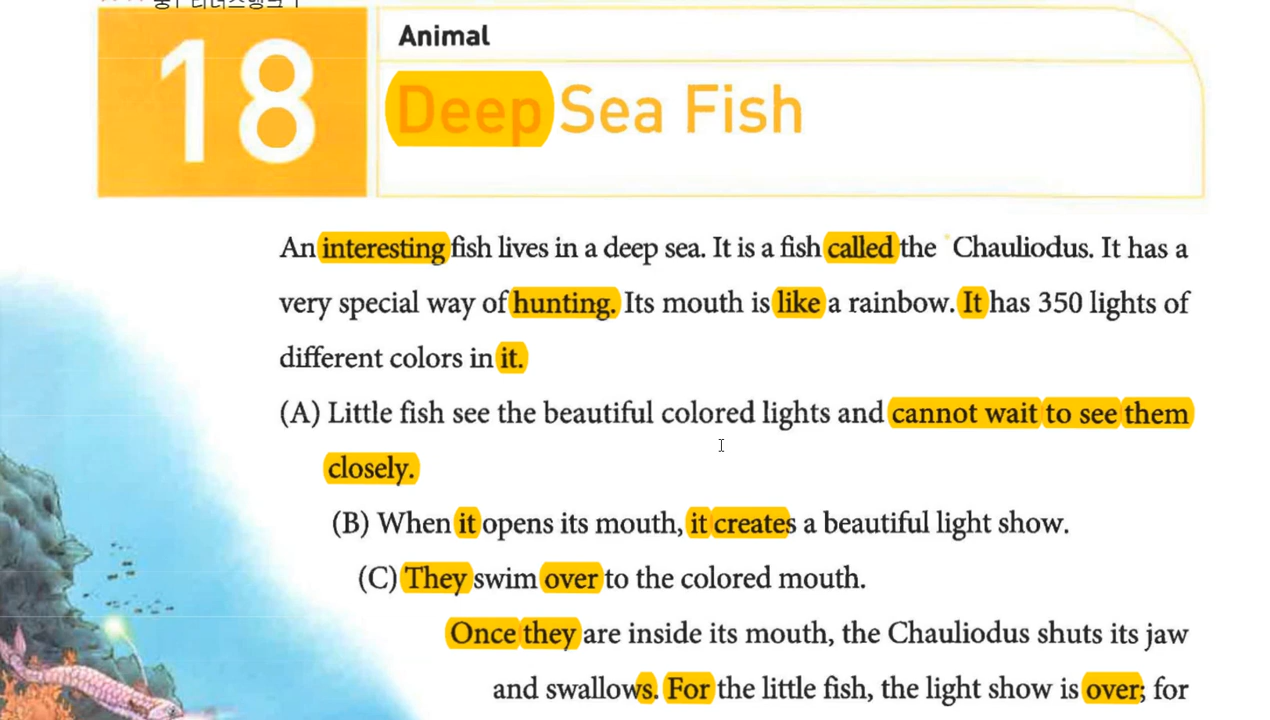 18
Animal
Deep Sea Fish
An interesting fish lives in a deep sea. It is a fish called the *Chauliodus. It has a
very special way of hunting. Its mouth is like a rainbow. It has 350 lights of
different colors in it.
(A) Little fish see the beautiful colored lights and cannot wait to see them
closely.
(B) When it opens its mouth, it creates a beautiful light show.
(C) They swim over to the colored mouth.
Once they are inside its mouth, the Chauliodus shuts its jaw
and swallows. For the little fish, the light show is over; for